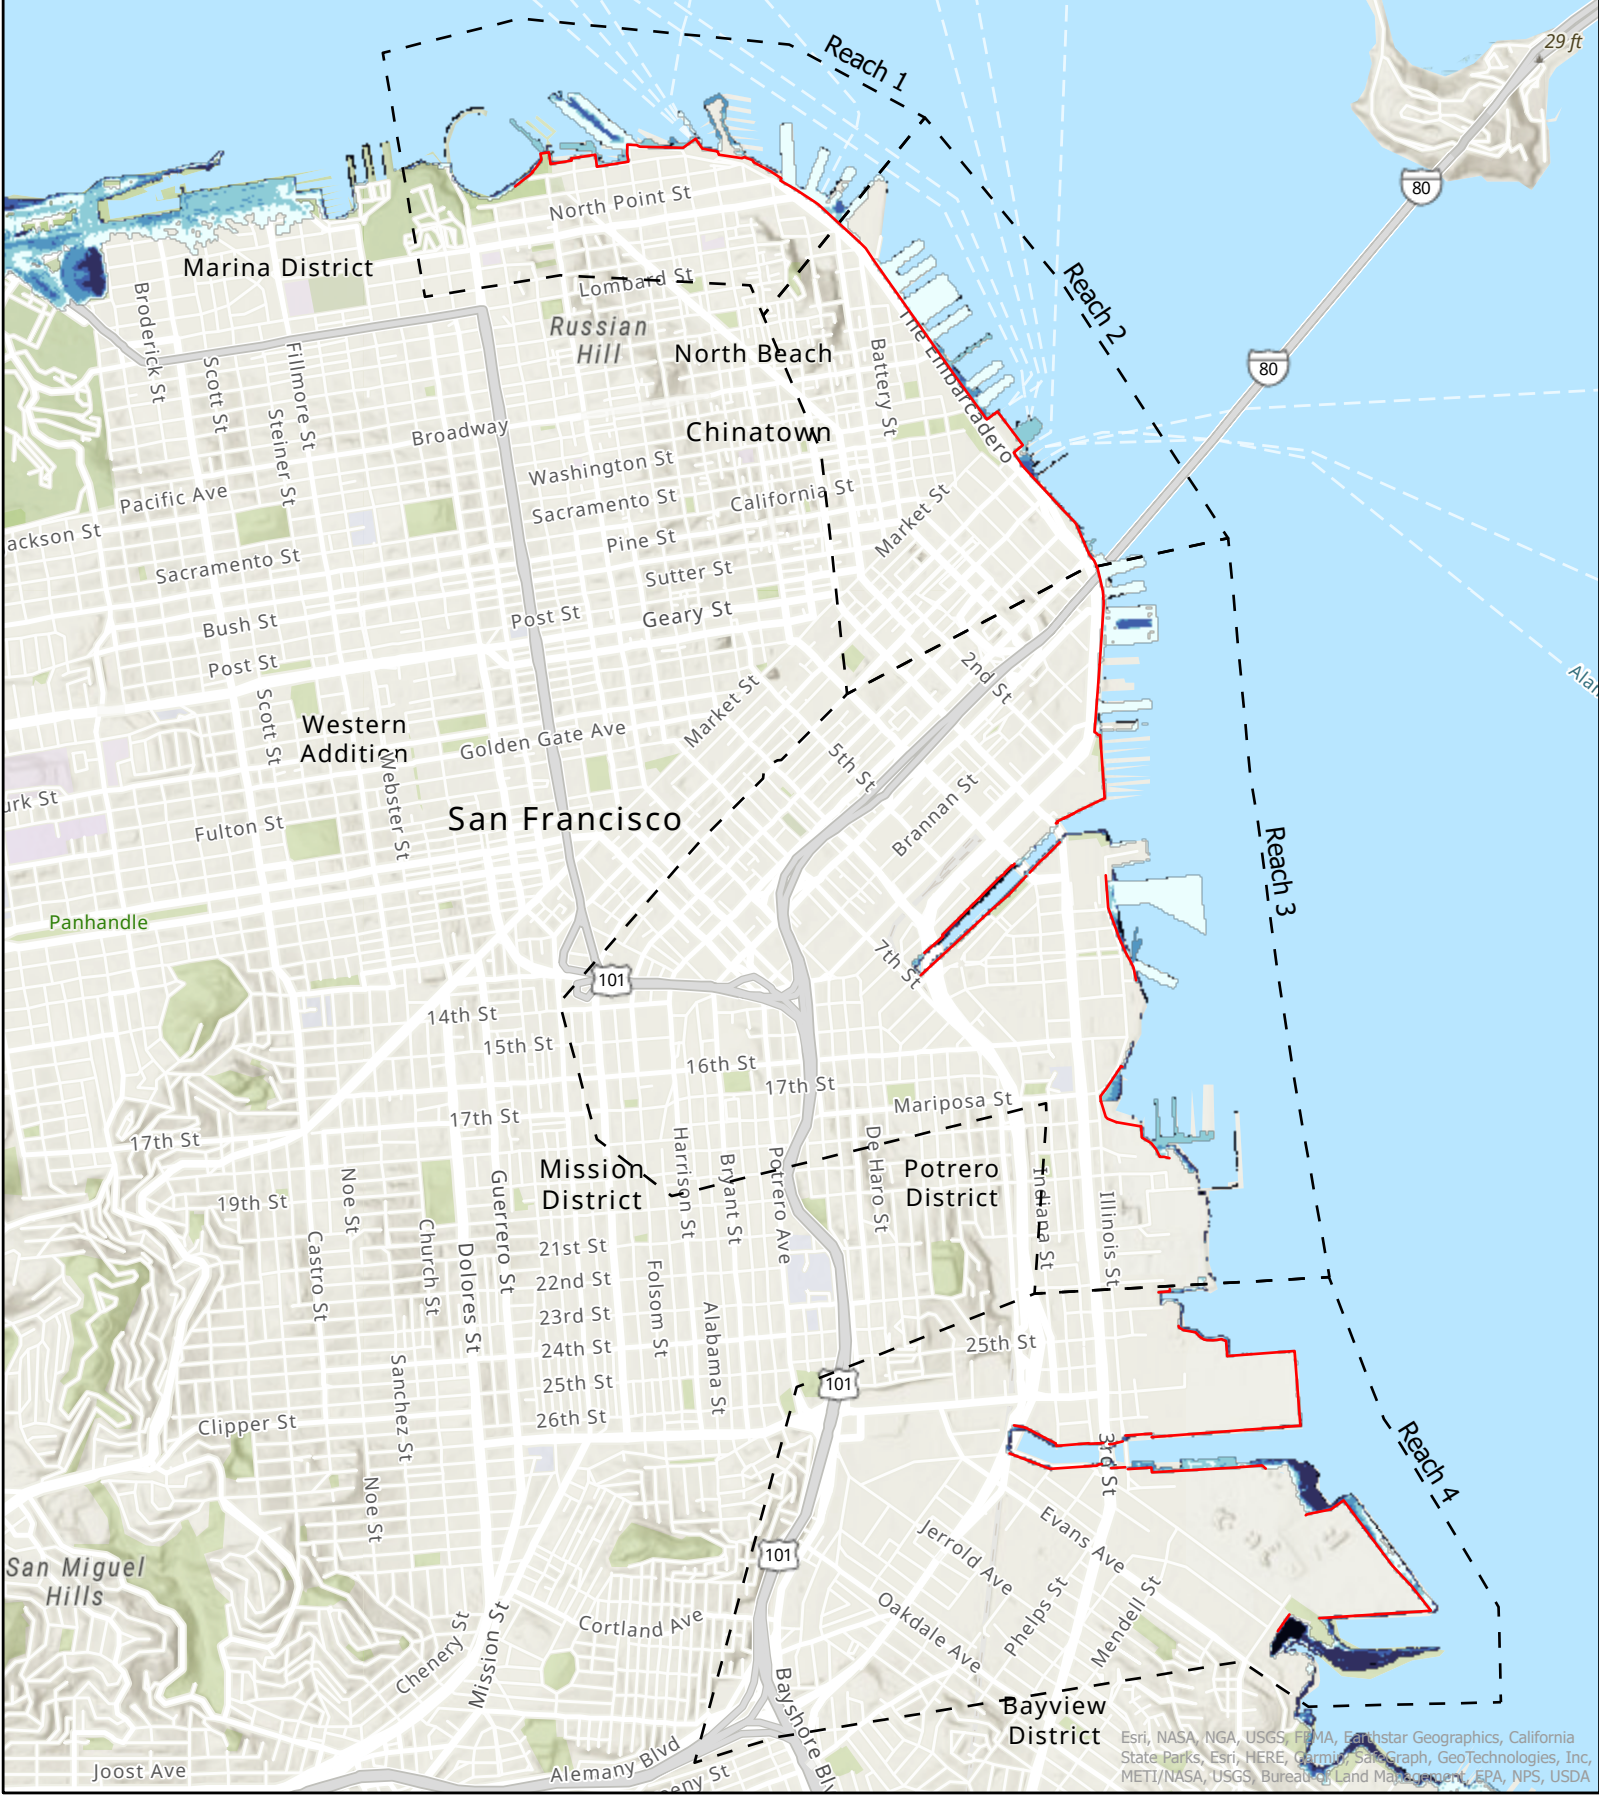 29 ft
Reach 1
80
North Point St
Marina District
Lombard St
Reach 2
Broderick St
Russian
Hill
North Beach
The Embarcadero
Battery St
80
Scott St
Fillmore St
Steiner St
Broadway
Chinatown
Washington St
Pacific Ave
Sacramento St
California St
Market St
ackson St
Pine St
Sacramento St
Sutter St
Bush St
Post St
Geary St
Post St
2nd St
Alan
Scott St
Market St
Western
Addition
Golden Gate Ave
5th St
Webster St
urk St
Fulton St
San Francisco
Brannan St
Reach 3
Panhandle
7th St
101
14th St
15th St
16th St
17th St
17th St
Mariposa St
17th St
Mission
District
Harrison St
Bryant St
Potrero Ave
De Haro St
Potrero
District
Indiana St
Illinois St
19th St
Noe St
Castro St
Church St
Guerrero St
Dolores St
21st St
22nd St
23rd St
24th St
25th St
26th St
Folsom St
Alabama St
25th St
101
Sanchez St
Clipper St
3rd St
Reach 4
Noe St
Evans Ave
Jerrold Ave
101
San Miguel
Hills
Cortland Ave
Oakdale Ave
Phelps St
Mendell St
Chenery St
Mission St
Bayshore Blv
Bayview
District
Alemany Blvd
Joost Ave
eny St
Esri, NASA, NGA, USGS, FEMA, Earthstar Geographics, California
State Parks, Esri, HERE, Garmin, SafeGraph, GeoTechnologies, Inc,
METI/NASA, USGS, Bureau of Land Management, EPA, NPS, USDA